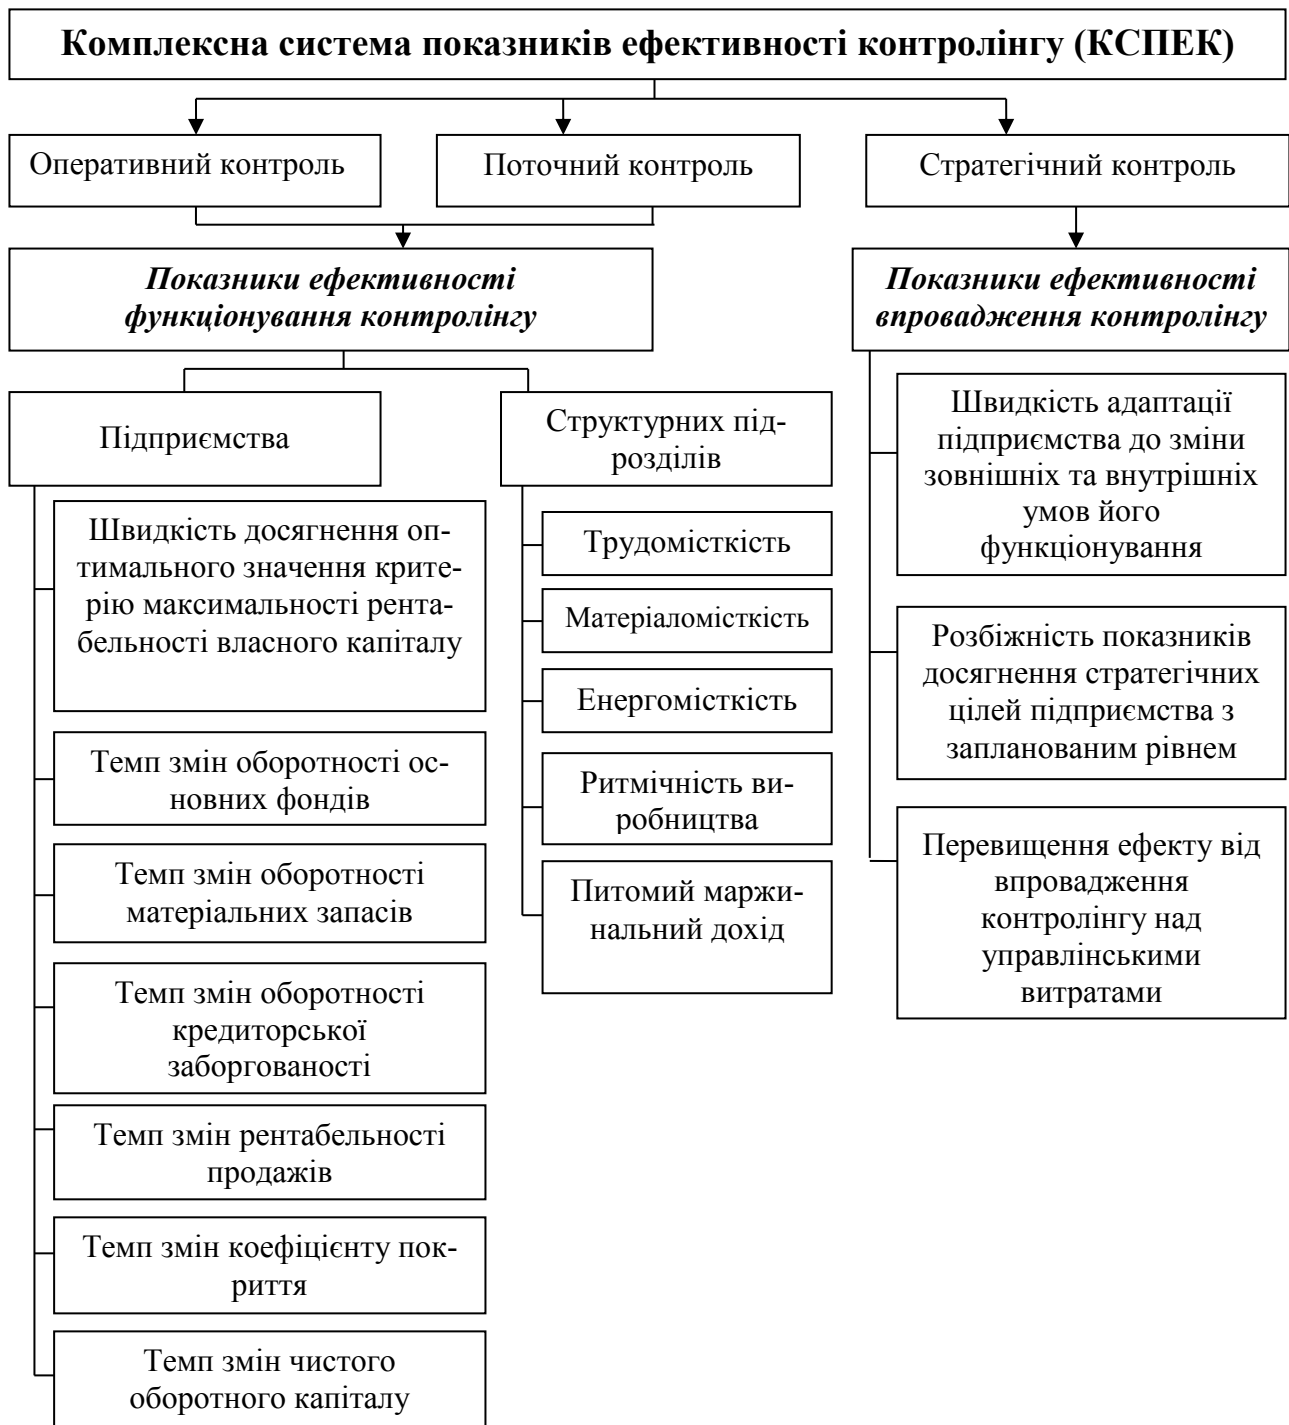 Комплексна система показників ефективності контролінгу (КСПЕК)
Оперативний контроль
Поточний контроль
Стратегічний контроль
Показники ефективності
функціонування контролінгу
Показники ефективності
впровадження контролінгу
Підприємства
Швидкість досягнення оп-
тимального значення крите-
рію максимальності рента-
бельності власного капіталу
Темп змін оборотності ос-
новних фондів
Темп змін оборотності
матеріальних запасів
Темп змін оборотності
кредиторської
заборгованості
Темп змін рентабельності
продажів
Темп змін коефіцієнту пок-
риття
Темп змін чистого
оборотного капіталу
Структурних під-
розділів
Трудомісткість
Матеріаломісткість
Енергомісткість
Ритмічність ви-
робництва
Питомий маржи-
нальний дохід
Швидкість адаптації
підприємства до зміни
зовнішніх та внутрішніх
умов його
функціонування
Розбіжність показників
досягнення стратегічних
цілей підприємства з
запланованим рівнем
Перевищення ефекту від
впровадження
контролінгу над
управлінськими
витратами